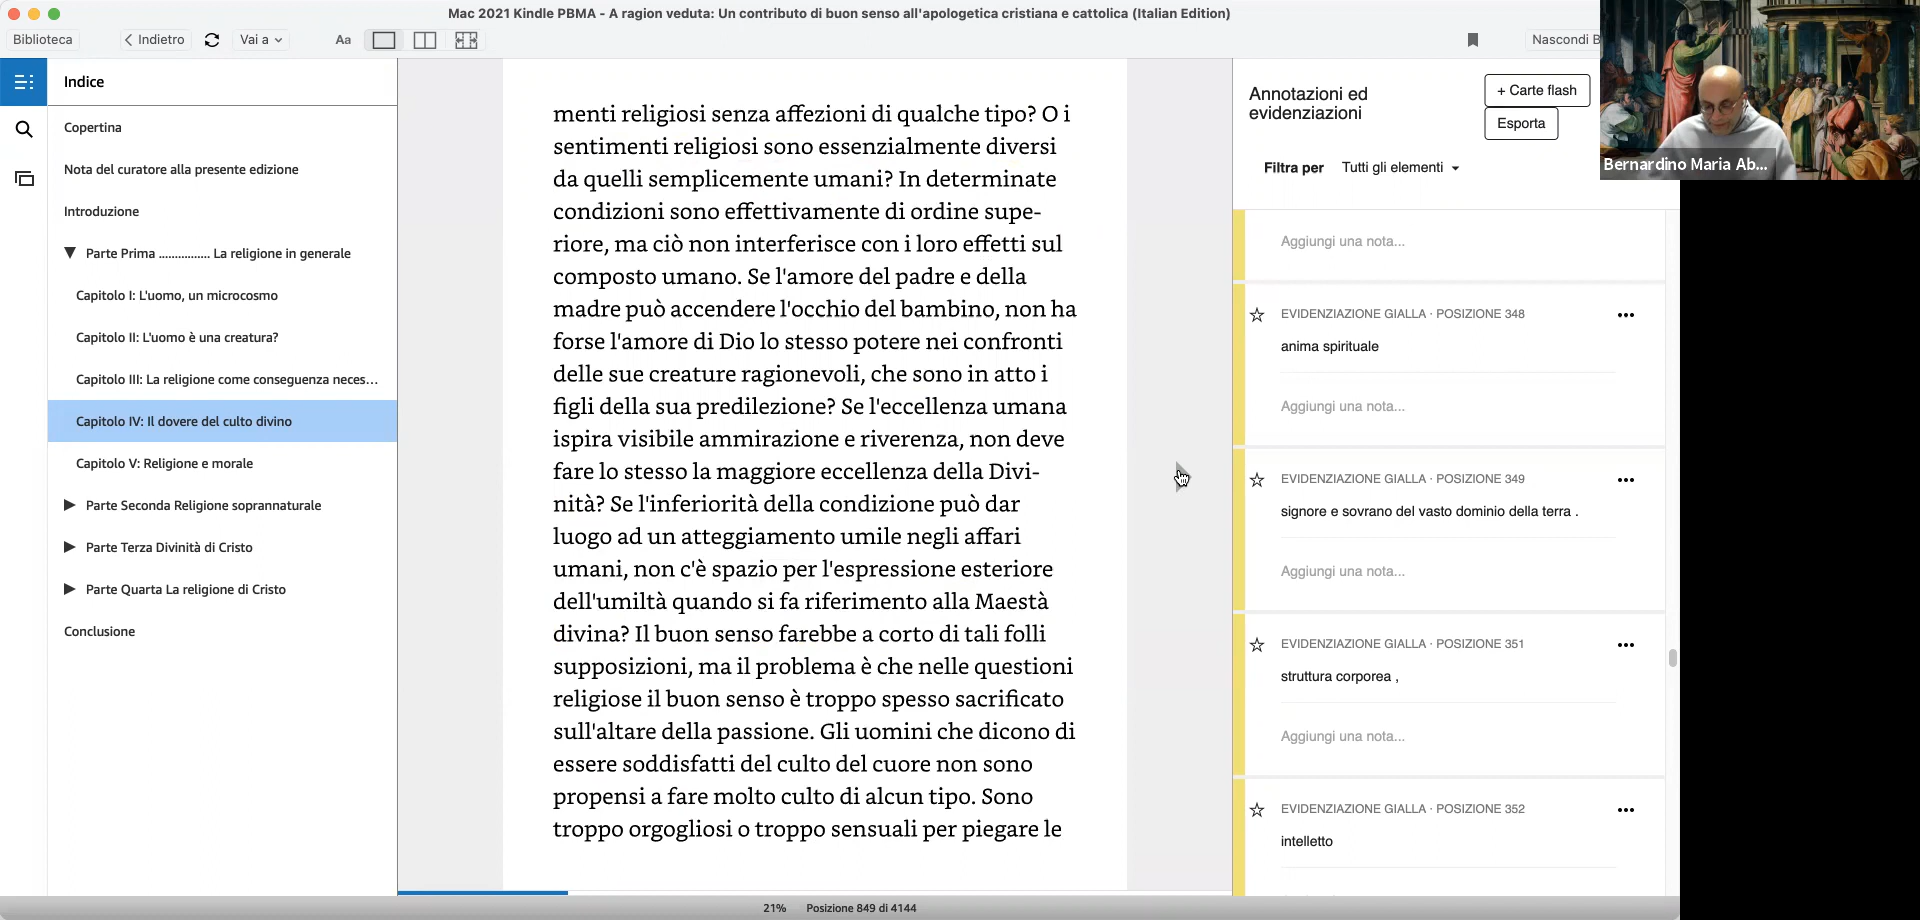 Mac 2021 Kindle PBMA - A ragion veduta: Un contributo di buon senso all'apologetica cristiana e cattolica (Italian Edition)
Biblioteca
Indietro
Vai a
Aa
Nascondi B
Indice
Copertina
Nota del curatore alla presente edizione
Introduzione
Parte Prima ................ La religione in generale
Capitolo I: L'uomo, un microcosmo
Capitolo II: L'uomo è una creatura?
Capitolo III: La religione come conseguenza neces...
Capitolo IV: Il dovere del culto divino
Capitolo V: Religione e morale
Parte Seconda Religione soprannaturale
Parte Terza Divinità di Cristo
Parte Quarta La religione di Cristo
Conclusione
menti religiosi senza affezioni di qualche tipo? O i
sentimenti religiosi sono essenzialmente diversi
da quelli semplicemente umani? In determinate
condizioni sono effettivamente di ordine supe-
riore, ma ciò non interferisce con i loro effetti sul
composto umano. Se l'amore del padre e della
madre può accendere l'occhio del bambino, non ha
forse l'amore di Dio lo stesso potere nei confronti
delle sue creature ragionevoli, che sono in atto i
figli della sua predilezione? Se l'eccellenza umana
ispira visibile ammirazione e riverenza, non deve
fare lo stesso la maggiore eccellenza della Divi-
nità? Se l'inferiorità della condizione può dar
luogo ad un atteggiamento umile negli affari
umani, non c'è spazio per l'espressione esteriore
dell'umiltà quando si fa riferimento alla Maestà
divina? Il buon senso farebbe a corto di tali folli
supposizioni, ma il problema è che nelle questioni
religiose il buon senso è troppo spesso sacrificato
sull'altare della passione. Gli uomini che dicono di
essere soddisfatti del culto del cuore non sono
propensi a fare molto culto di alcun tipo. Sono
troppo orgogliosi o troppo sensuali per piegare le
Annotazioni ed
evidenziazioni
+ Carte flash
Esporta
Filtra per Tutti gli elementi
Aggiungi una nota...
EVIDENZIAZIONE GIALLA · POSIZIONE 348
anima spirituale
Aggiungi una nota...
EVIDENZIAZIONE GIALLA · POSIZIONE 349
signore e sovrano del vasto dominio della terra .
Aggiungi una nota...
EVIDENZIAZIONE GIALLA · POSIZIONE 351
struttura corporea ,
Aggiungi una nota...
EVIDENZIAZIONE GIALLA · POSIZIONE 352
intelletto
Bernardino Maria Ab...
21% Posizione 849 di 4144